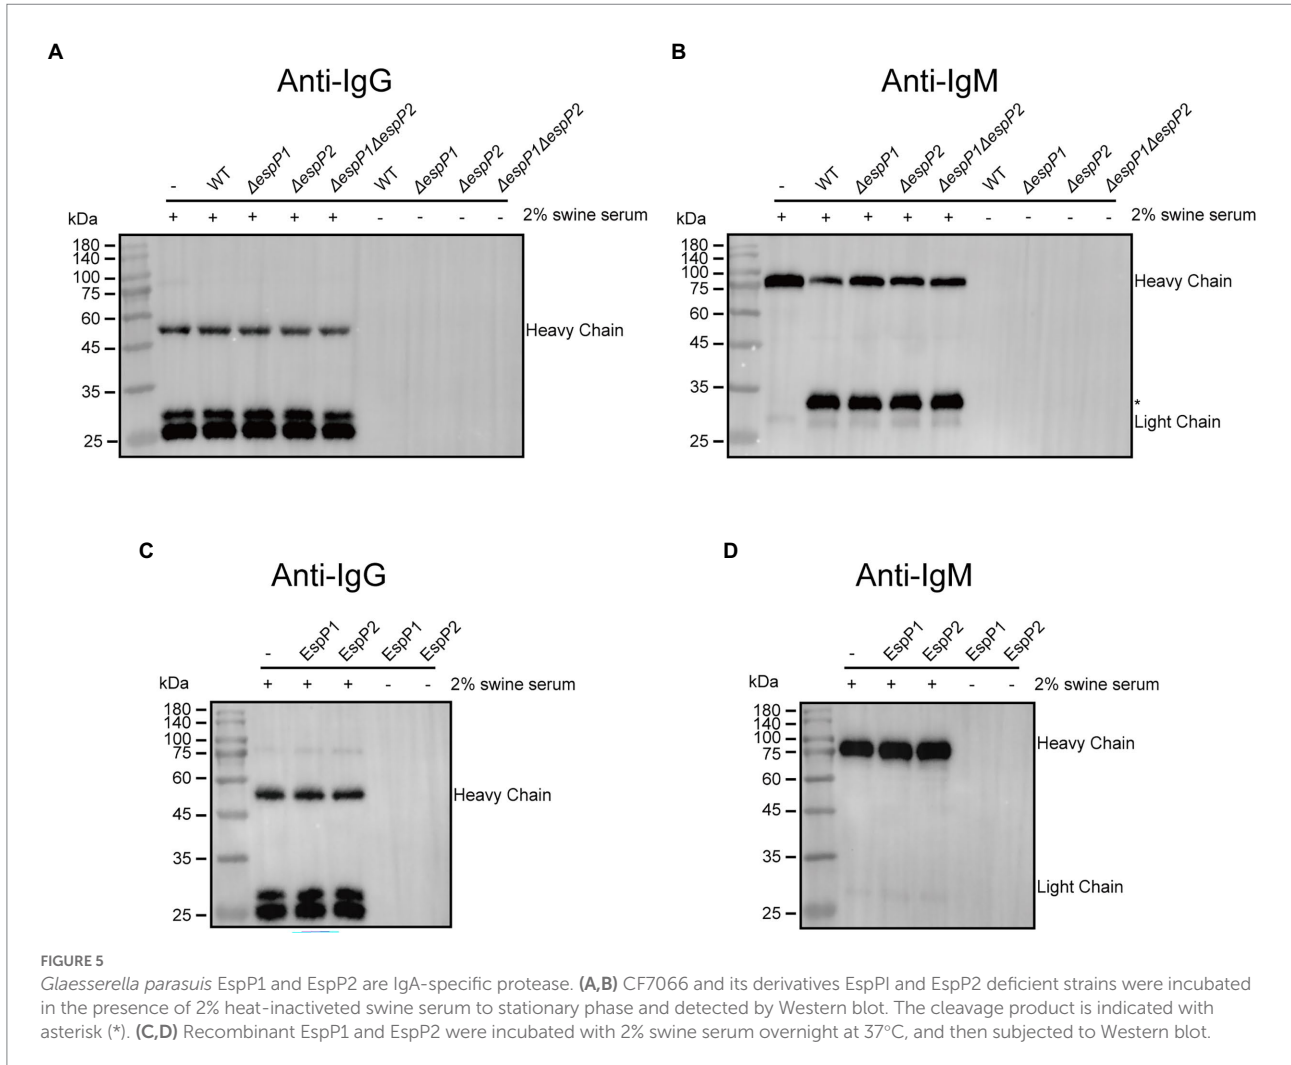 A
Anti-IgG
- WT ΔespP1 ΔespP2 ΔespP1ΔespP2 WT ΔespP1 ΔespP2 ΔespP1ΔespP2
kDa + + + + + - - - - 2% swine serum
180
140
100
75
60
Heavy Chain
45
35
25
B
Anti-IgM
- WT ΔespP1 ΔespP2 ΔespP1ΔespP2 WT ΔespP1 ΔespP2 ΔespP1ΔespP2
kDa + + + + + - - - - 2% swine serum
180
140
100
Heavy Chain
75
60
45
35
*
Light Chain
25
C
Anti-IgG
- EspP1 EspP2 EspP1 EspP2
kDa + + + - - 2% swine serum
180
140
100
75
60
Heavy Chain
45
35
25
D
Anti-IgM
- EspP1 EspP2 EspP1 EspP2
kDa + + + - - 2% swine serum
180
140
100
Heavy Chain
75
60
45
35
Light Chain
25
FIGURE 5
Glaesserella parasuis EspP1 and EspP2 are IgA-specific protease. (A,B) CF7066 and its derivatives EspPI and EspP2 deficient strains were incubated
in the presence of 2% heat-inactiveted swine serum to stationary phase and detected by Western blot. The cleavage product is indicated with
asterisk (*). (C,D) Recombinant EspP1 and EspP2 were incubated with 2% swine serum overnight at 37°C, and then subjected to Western blot.